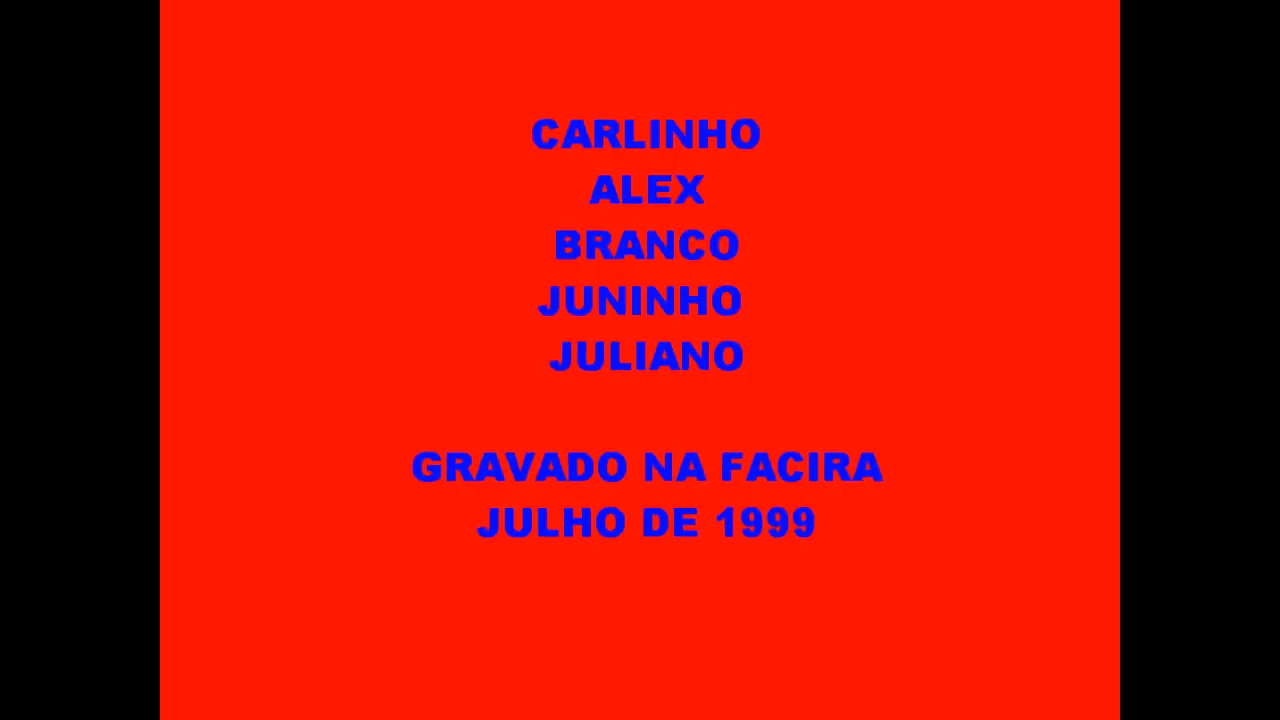 CARLINHO
ALEX
BRANCO
JUNINHO
JULIANO
GRAVADO NA FACIRA
JULHO DE 1999